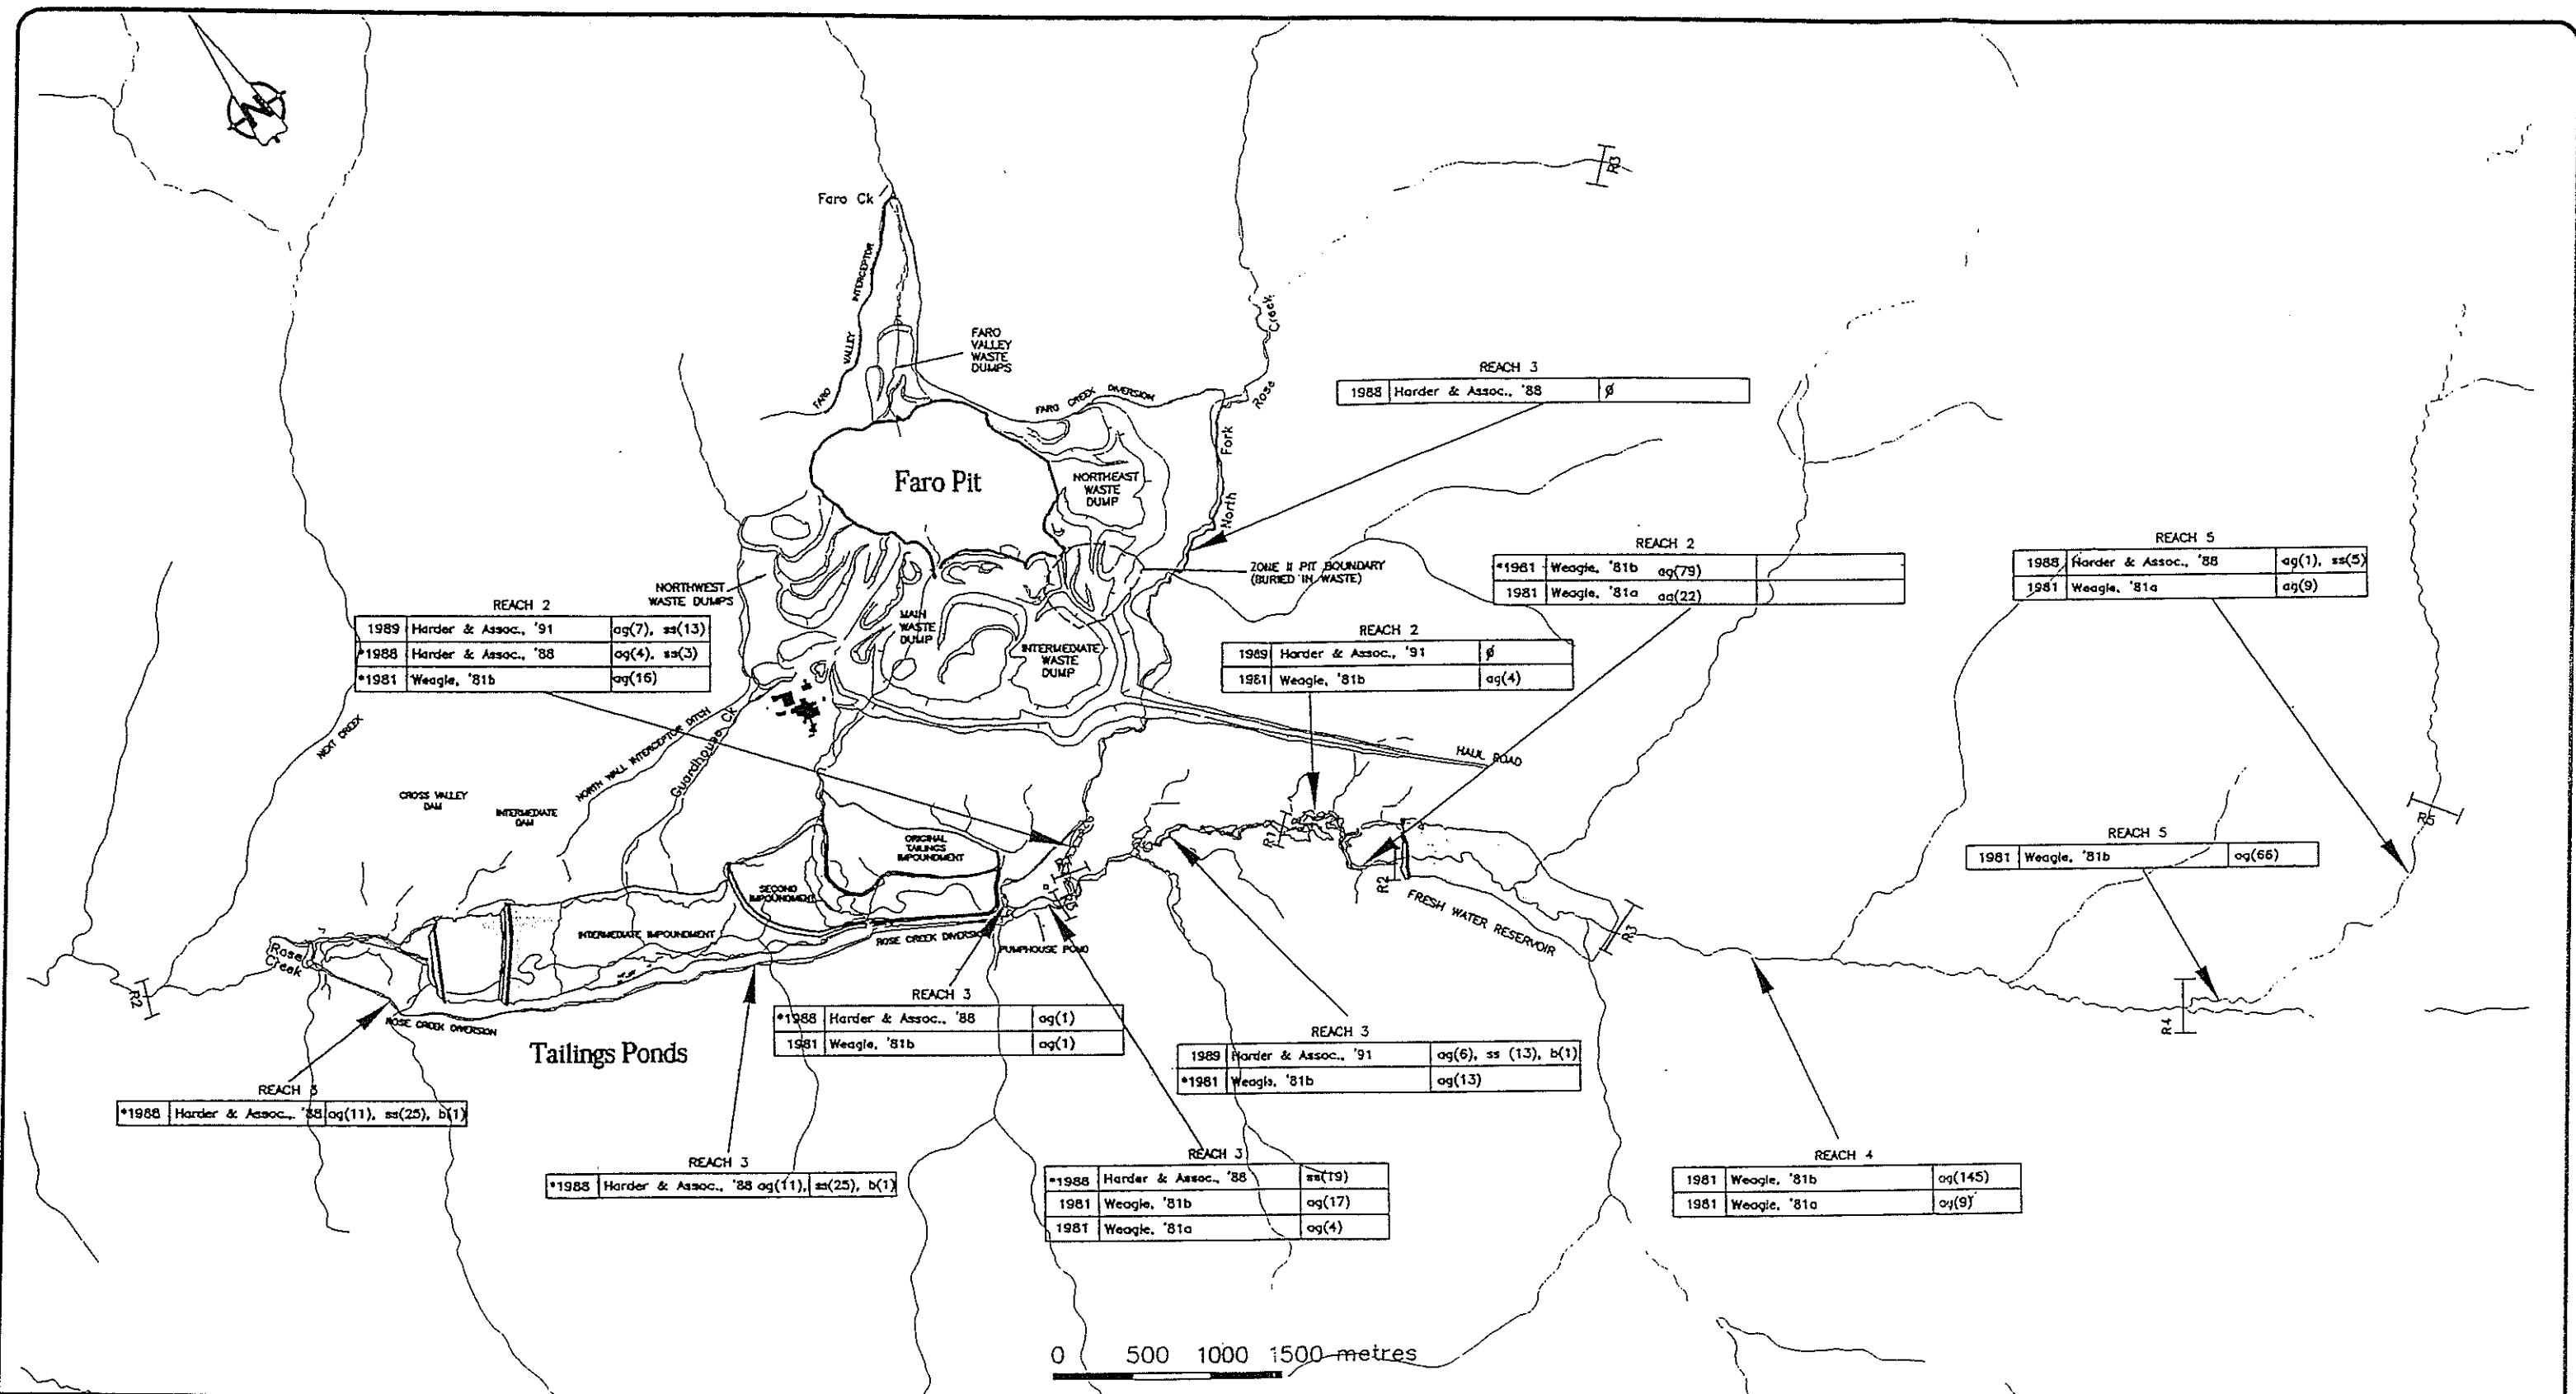 N
Faro Ck
FARO VALLEY INTERCEPTOR
FARO
VALLEY
WASTE
DUMPS
FARO CREEK DIVERSION
North Fork Rose Creek
R3
Faro Pit
NORTHEAST
WASTE
DUMP
ZONE II PIT BOUNDARY
(BURIED IN WASTE)
NORTHWEST
WASTE DUMPS
MAIN
WASTE
DUMP
INTERMEDIATE
WASTE
DUMP
REACH 3
1988 Harder & Assoc., '88 ø
REACH 2
*1981 Weagle, '81b ag(79)
1981 Weagle, '81a ag(22)
REACH 5
1988 Harder & Assoc., '88 ag(1), ss(5)
1981 Weagle, '81a ag(9)
REACH 2
1989 Harder & Assoc., '91 ag(7), ss(13)
*1988 Harder & Assoc., '88 ag(4), ss(3)
*1981 Weagle, '81b ag(16)
REACH 2
1989 Harder & Assoc., '91 ø
1981 Weagle, '81b ag(4)
HAUL ROAD
NEXT CREEK
NORTH WALL INTERCEPTOR DITCH
Guardhouse Ck
CROSS VALLEY
DAM
INTERMEDIATE
DAM
ORIGINAL
TAILINGS
IMPOUNDMENT
SECOND
IMPOUNDMENT
INTERMEDIATE IMPOUNDMENT
ROSE CREEK DIVERSION
PUMPHOUSE POND
R1
R2
FRESH WATER RESERVOIR
R3
R5
REACH 5
1981 Weagle, '81b ag(66)
R4
Rose
Creek
R2
ROSE CREEK DIVERSION
Tailings Ponds
REACH 3
*1988 Harder & Assoc., '88 ag(1)
1981 Weagle, '81b ag(1)
REACH 3
1989 Harder & Assoc., '91 ag(6), ss (13), b(1)
*1981 Weagle, '81b ag(13)
REACH 3
*1988 Harder & Assoc., '88 ag(11), ss(25), b(1)
REACH 3
*1988 Harder & Assoc., '88 ag(11), ss(25), b(1)
REACH 3
*1988 Harder & Assoc., '88 ss(19)
1981 Weagle, '81b ag(17)
1981 Weagle, '81a ag(4)
REACH 4
1981 Weagle, '81b ag(145)
1981 Weagle, '81a ag(9)
0 500 1000 1500 metres